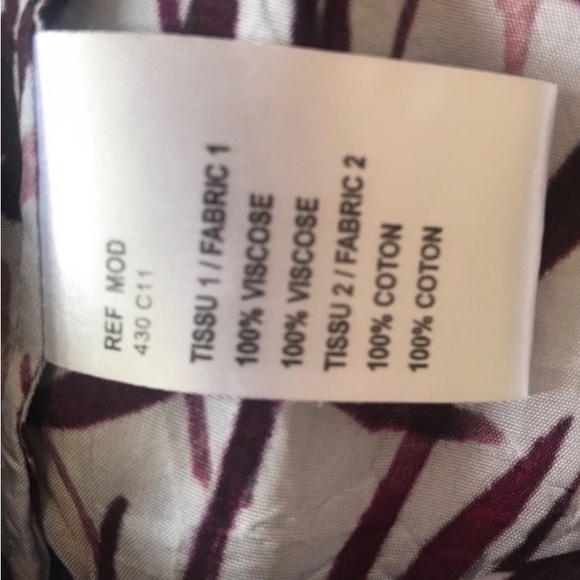 REF MOD
430 C11
TISSU 1 / FABRIC 1
100% VISCOSE
100% VISCOSE
TISSU 2 / FABRIC 2
100% COTON
100% COTON